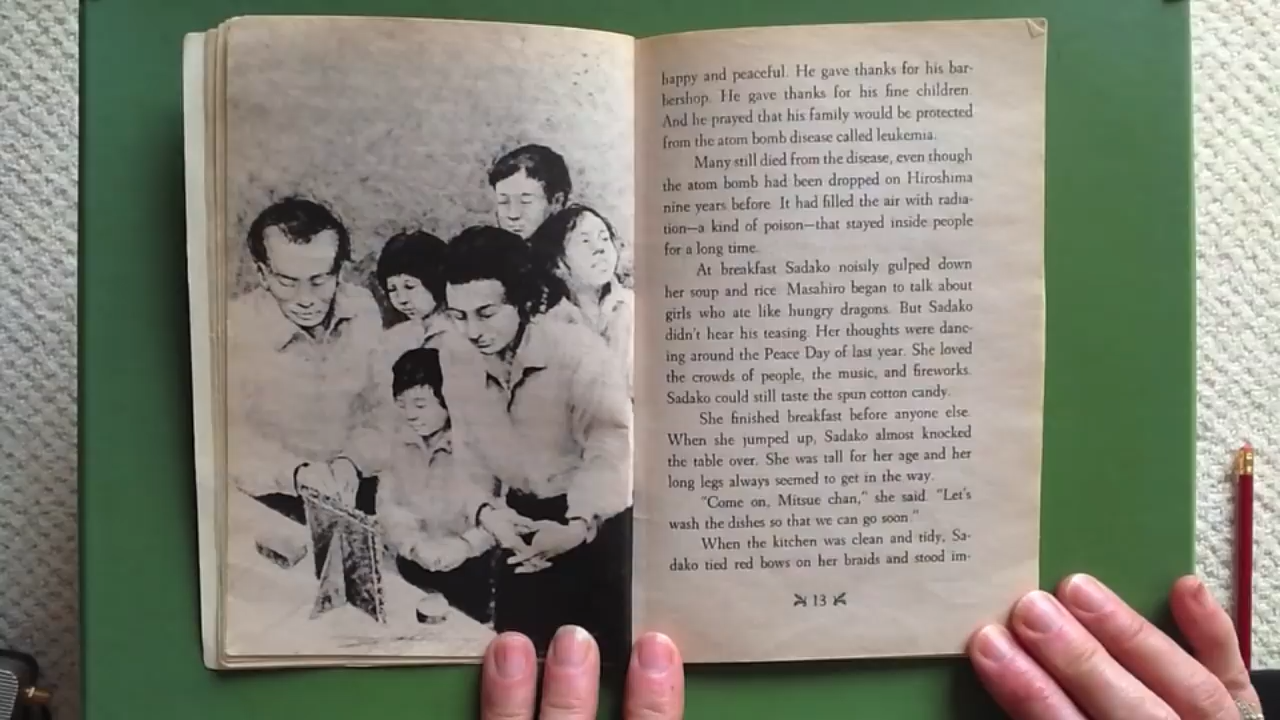 happy and peaceful. He gave thanks for his bar-
bershop. He gave thanks for his fine children.
And he prayed that his family would be protected
from the atom bomb disease called leukemia.
Many still died from the disease, even though
the atom bomb had been dropped on Hiroshima
nine years before. It had filled the air with radia-
tion—a kind of poison—that stayed inside people
for a long time.
At breakfast Sadako noisily gulped down
her soup and rice. Masahiro began to talk about
girls who ate like hungry dragons. But Sadako
didn't hear his teasing. Her thoughts were danc-
ing around the Peace Day of last year. She loved
the crowds of people, the music, and fireworks.
Sadako could still taste the spun cotton candy.
She finished breakfast before anyone else.
When she jumped up, Sadako almost knocked
the table over. She was tall for her age and her
long legs always seemed to get in the way.
"Come on, Mitsue chan," she said. "Let's
wash the dishes so that we can go soon."
When the kitchen was clean and tidy, Sa-
dako tied red bows on her braids and stood im-
13